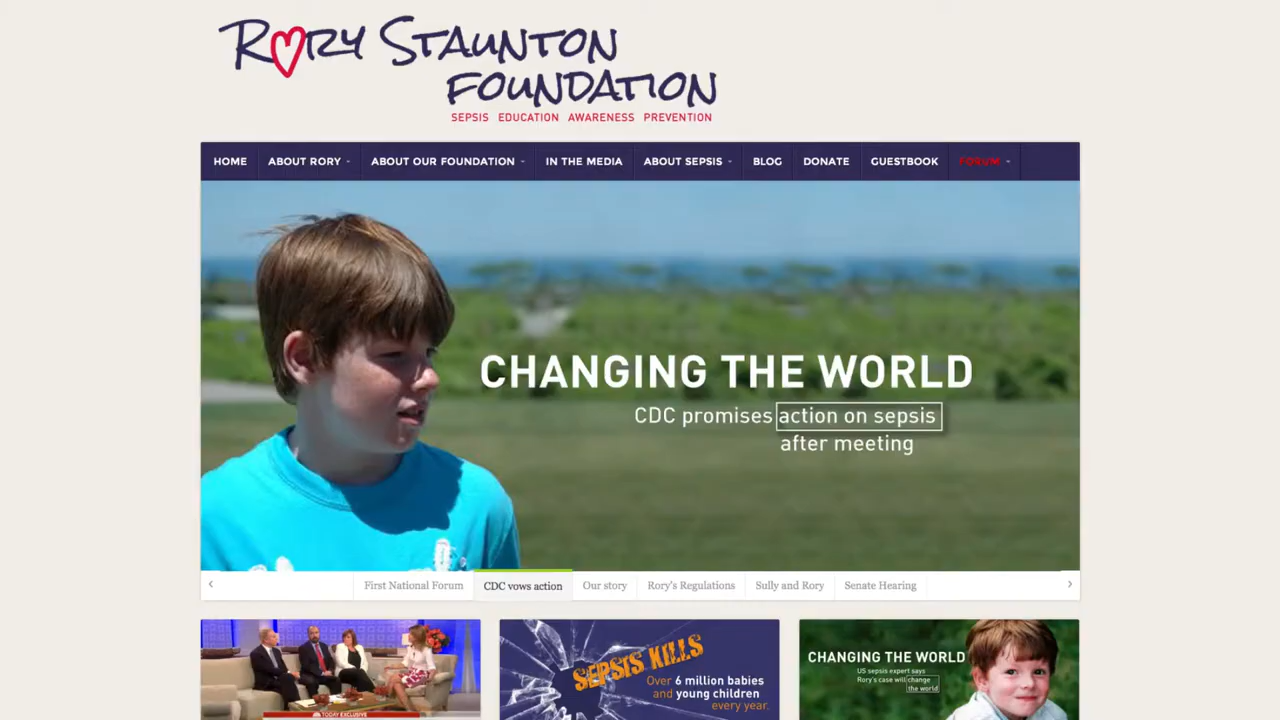 RORY STAUNTON
FOUNDATION
SEPSIS EDUCATION AWARENESS PREVENTION
HOME ABOUT RORY ABOUT OUR FOUNDATION IN THE MEDIA ABOUT SEPSIS BLOG DONATE GUESTBOOK FORUM
CHANGING THE WORLD
CDC promises action on sepsis
after meeting
First National Forum CDC vows action Our story Rory's Regulations Sully and Rory Senate Hearing
SEPSIS KILLS
Over 6 million babies
and young children
every year.
CHANGING THE WORLD
US sepsis expert says
Rory's case will change
the world
TODAY EXCLUSIVE